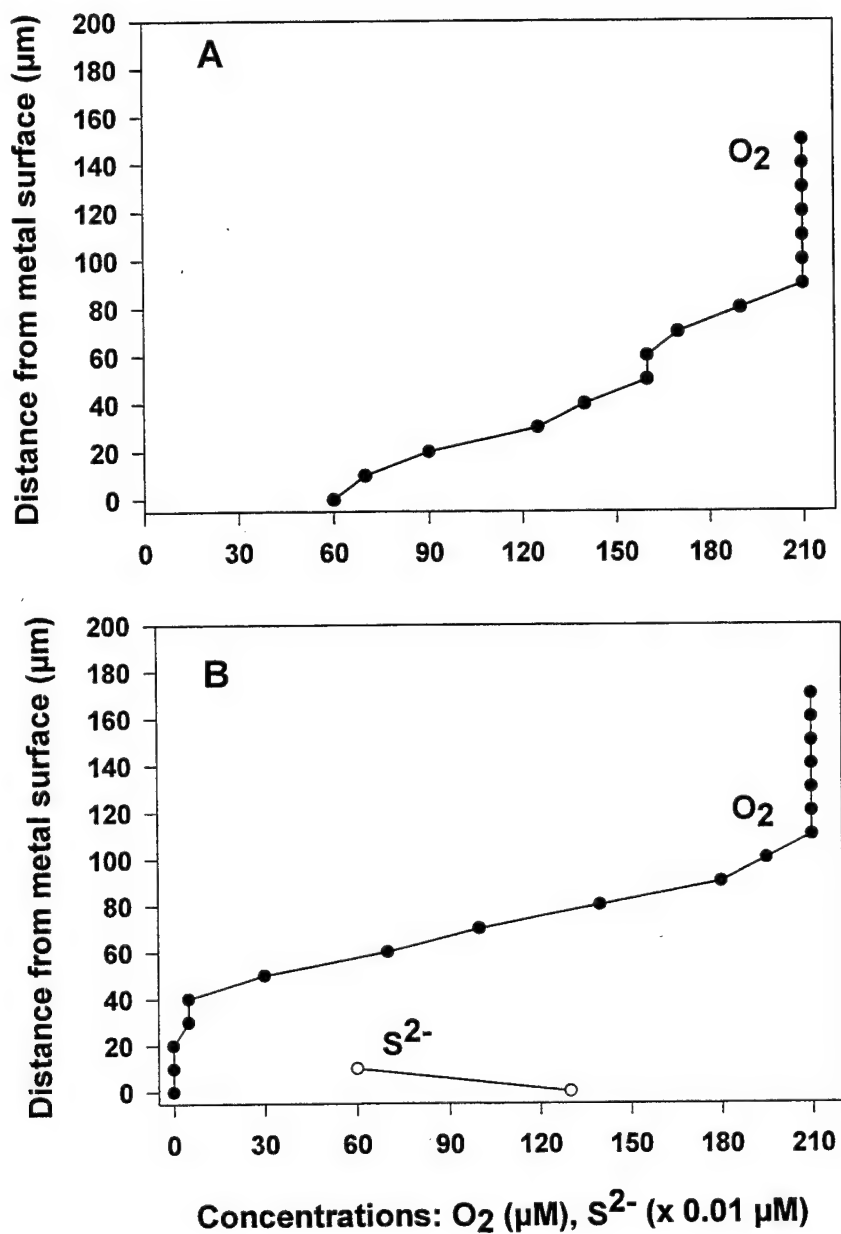 A
Distance from metal surface (µm)
200
180
160
140
120
100
80
60
40
20
0
O2
0 30 60 90 120 150 180 210
B
Distance from metal surface (µm)
200
180
160
140
120
100
80
60
40
20
0
O2
S2-
0 30 60 90 120 150 180 210
Concentrations: O2 (µM), S2- (x 0.01 µM)